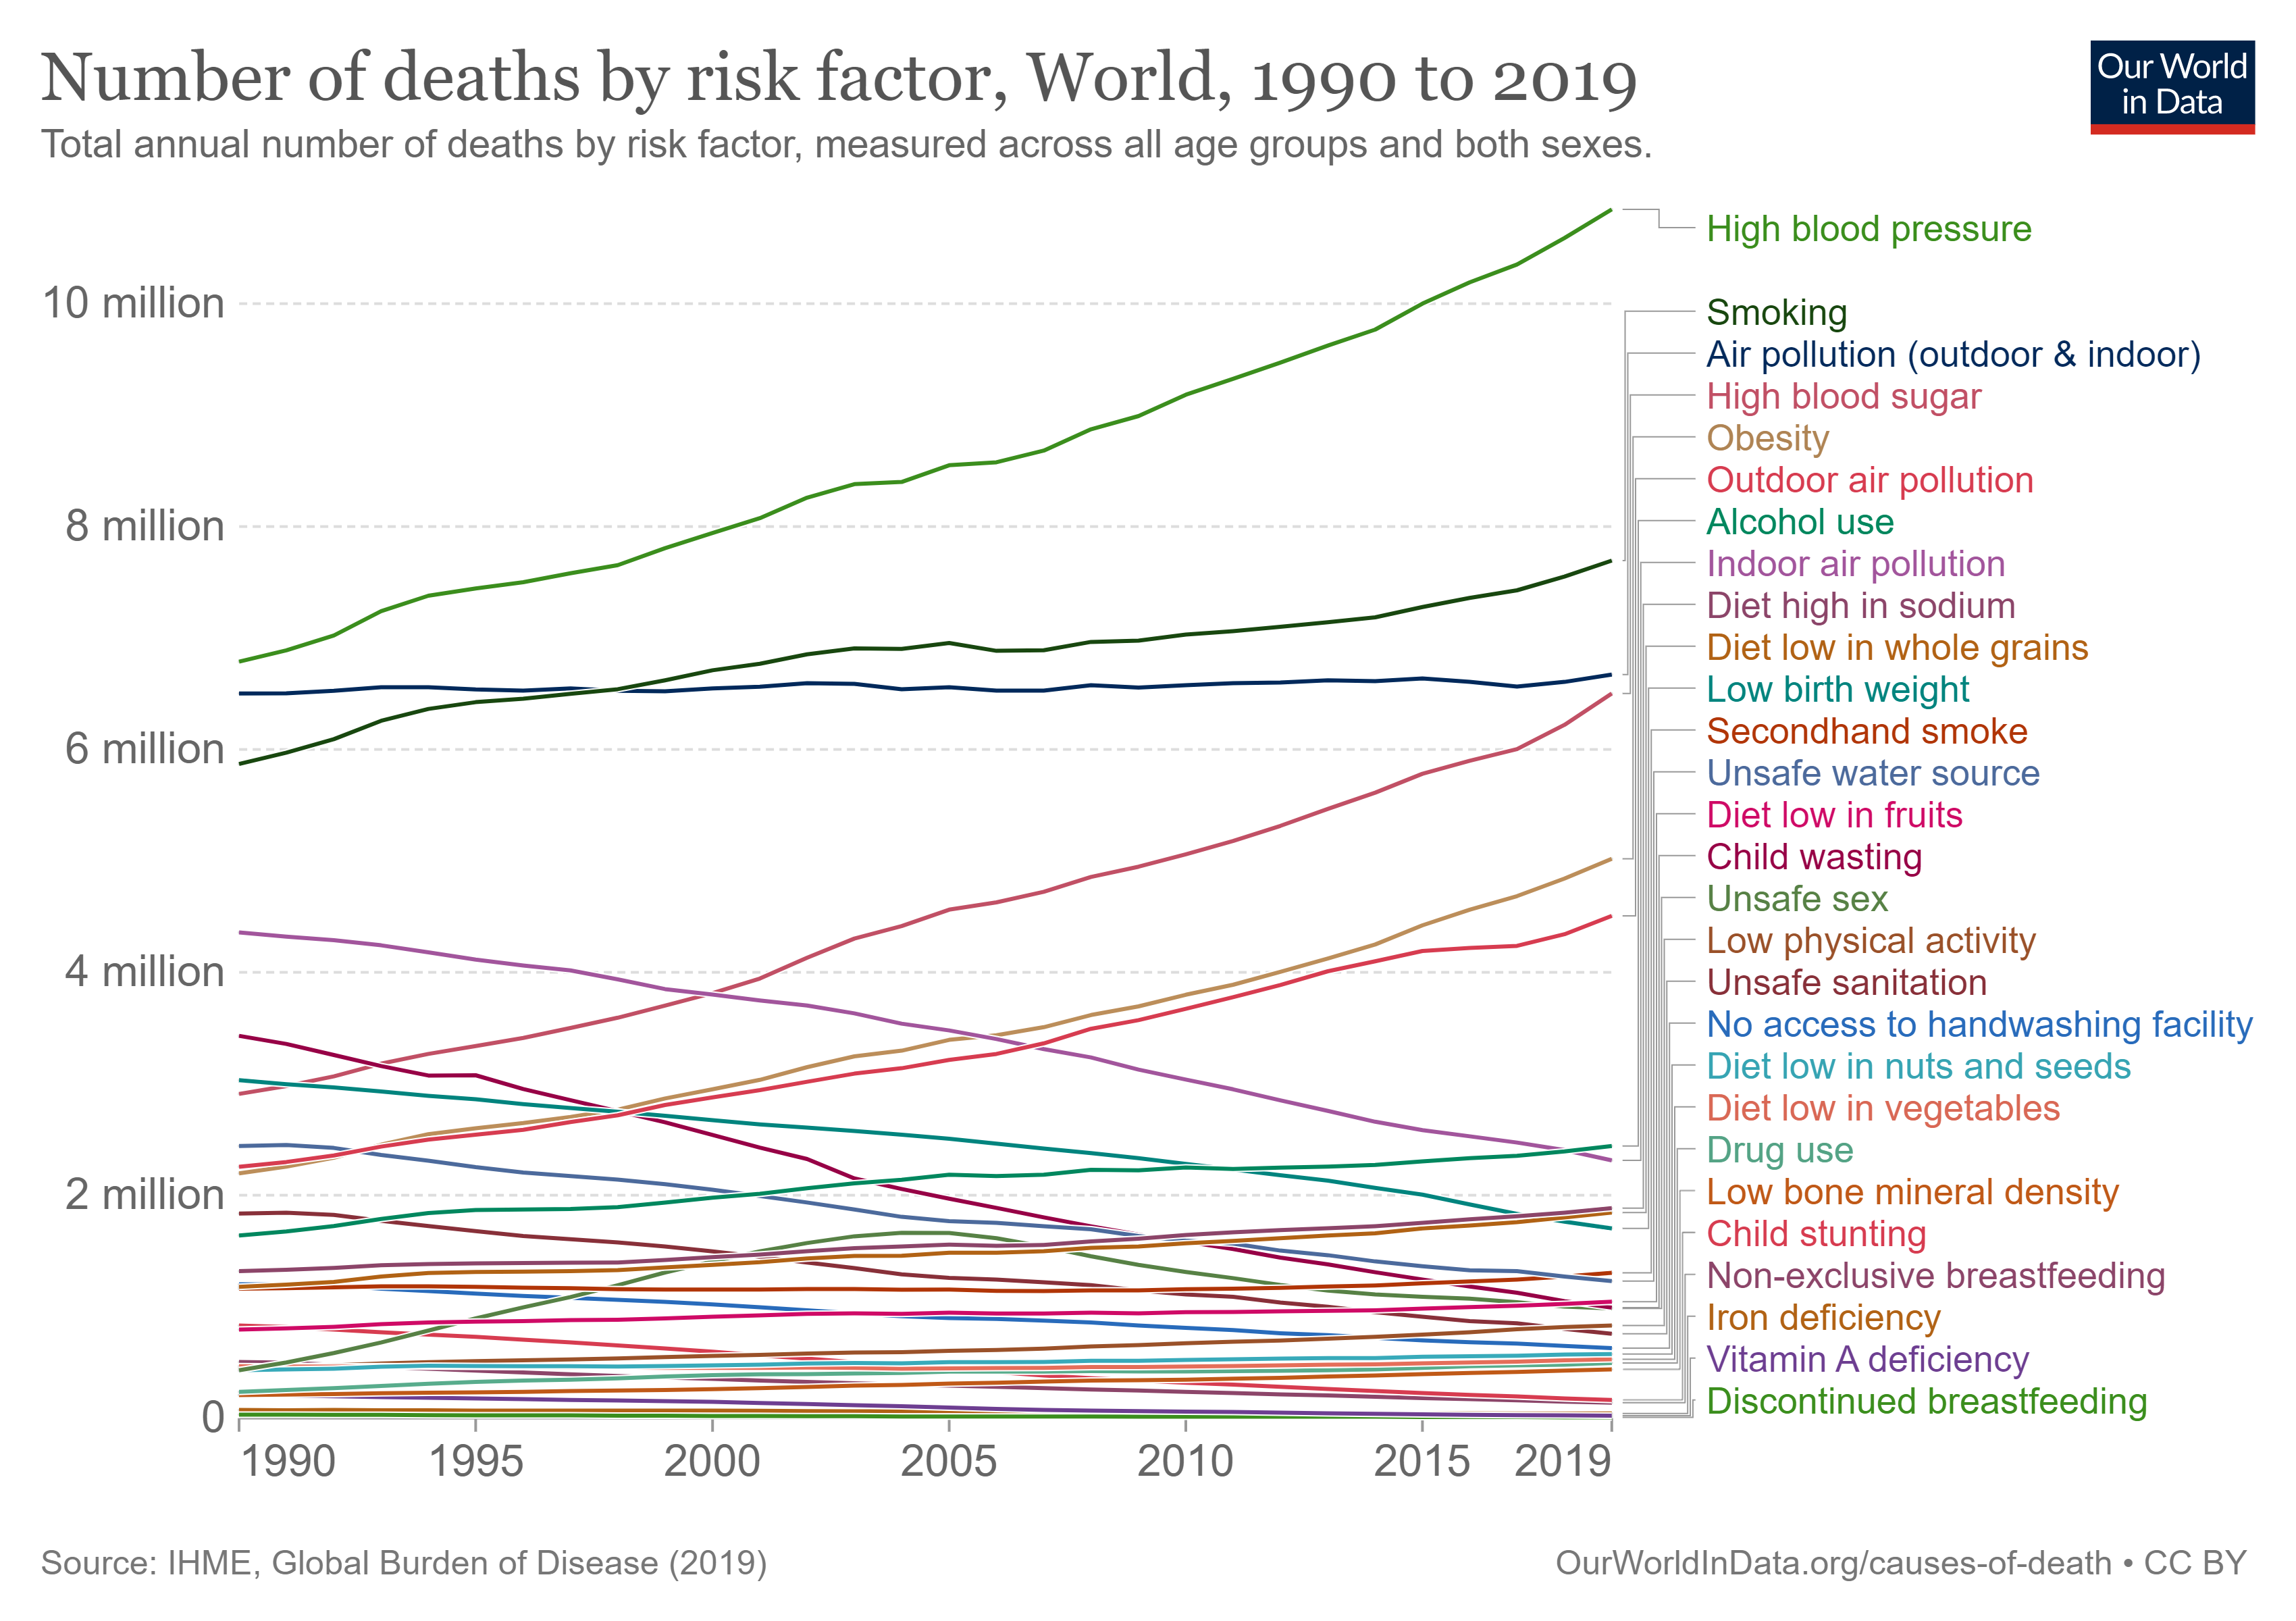 Number of deaths by risk factor, World, 1990 to 2019
Total annual number of deaths by risk factor, measured across all age groups and both sexes.
Our World
in Data
10 million
8 million
6 million
4 million
2 million
0
1990
1995
2000
2005
2010
2015
2019
High blood pressure
Smoking
Air pollution (outdoor & indoor)
High blood sugar
Obesity
Outdoor air pollution
Alcohol use
Indoor air pollution
Diet high in sodium
Diet low in whole grains
Low birth weight
Secondhand smoke
Unsafe water source
Diet low in fruits
Child wasting
Unsafe sex
Low physical activity
Unsafe sanitation
No access to handwashing facility
Diet low in nuts and seeds
Diet low in vegetables
Drug use
Low bone mineral density
Child stunting
Non-exclusive breastfeeding
Iron deficiency
Vitamin A deficiency
Discontinued breastfeeding
Source: IHME, Global Burden of Disease (2019)
OurWorldInData.org/causes-of-death • CC BY